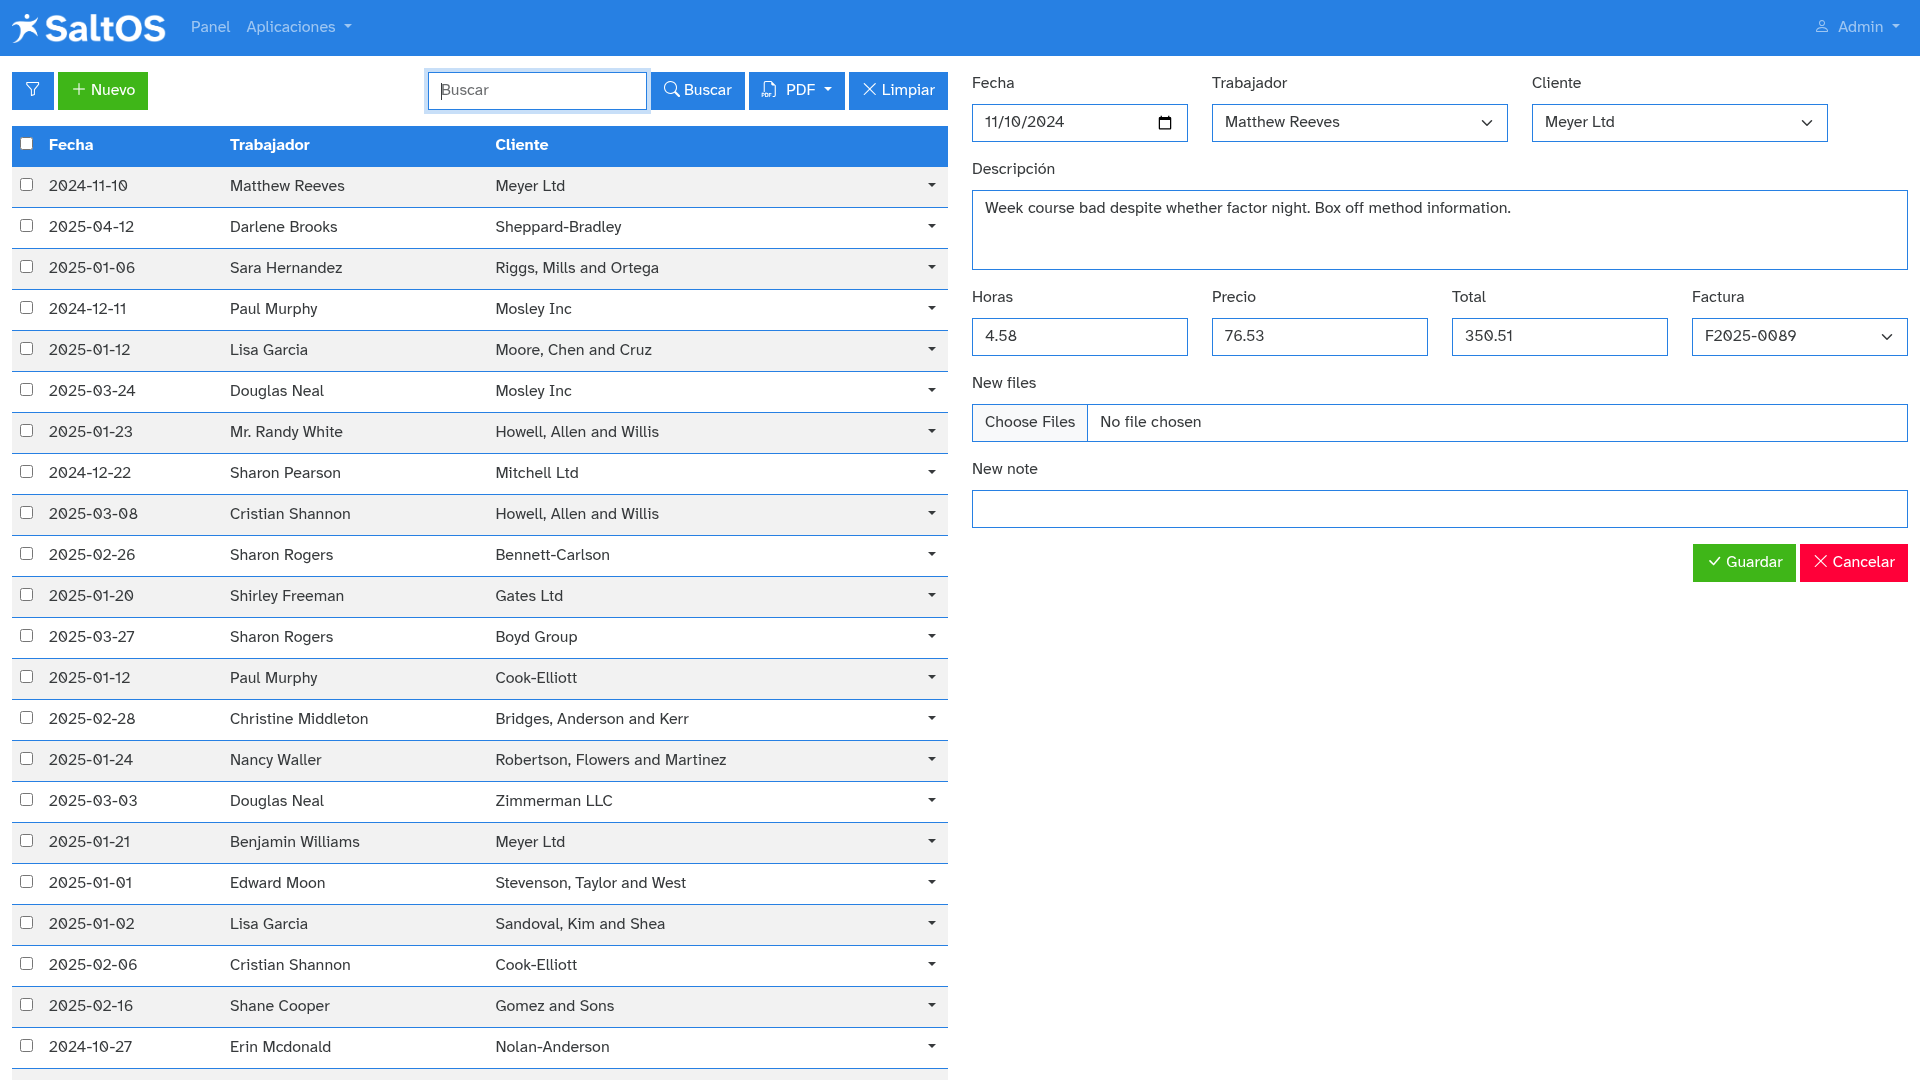 SaltOS Panel Aplicaciones Admin
Nuevo Buscar Buscar PDF Limpiar
Fecha Trabajador Cliente
2024-11-10 Matthew Reeves Meyer Ltd
2025-04-12 Darlene Brooks Sheppard-Bradley
2025-01-06 Sara Hernandez Riggs, Mills and Ortega
2024-12-11 Paul Murphy Mosley Inc
2025-01-12 Lisa Garcia Moore, Chen and Cruz
2025-03-24 Douglas Neal Mosley Inc
2025-01-23 Mr. Randy White Howell, Allen and Willis
2024-12-22 Sharon Pearson Mitchell Ltd
2025-03-08 Cristian Shannon Howell, Allen and Willis
2025-02-26 Sharon Rogers Bennett-Carlson
2025-01-20 Shirley Freeman Gates Ltd
2025-03-27 Sharon Rogers Boyd Group
2025-01-12 Paul Murphy Cook-Elliott
2025-02-28 Christine Middleton Bridges, Anderson and Kerr
2025-01-24 Nancy Waller Robertson, Flowers and Martinez
2025-03-03 Douglas Neal Zimmerman LLC
2025-01-21 Benjamin Williams Meyer Ltd
2025-01-01 Edward Moon Stevenson, Taylor and West
2025-01-02 Lisa Garcia Sandoval, Kim and Shea
2025-02-06 Cristian Shannon Cook-Elliott
2025-02-16 Shane Cooper Gomez and Sons
2024-10-27 Erin Mcdonald Nolan-Anderson
Fecha Trabajador Cliente
11/10/2024 Matthew Reeves Meyer Ltd
Descripción
Week course bad despite whether factor night. Box off method information.
Horas Precio Total Factura
4.58 76.53 350.51 F2025-0089
New files
Choose Files No file chosen
New note
Guardar Cancelar